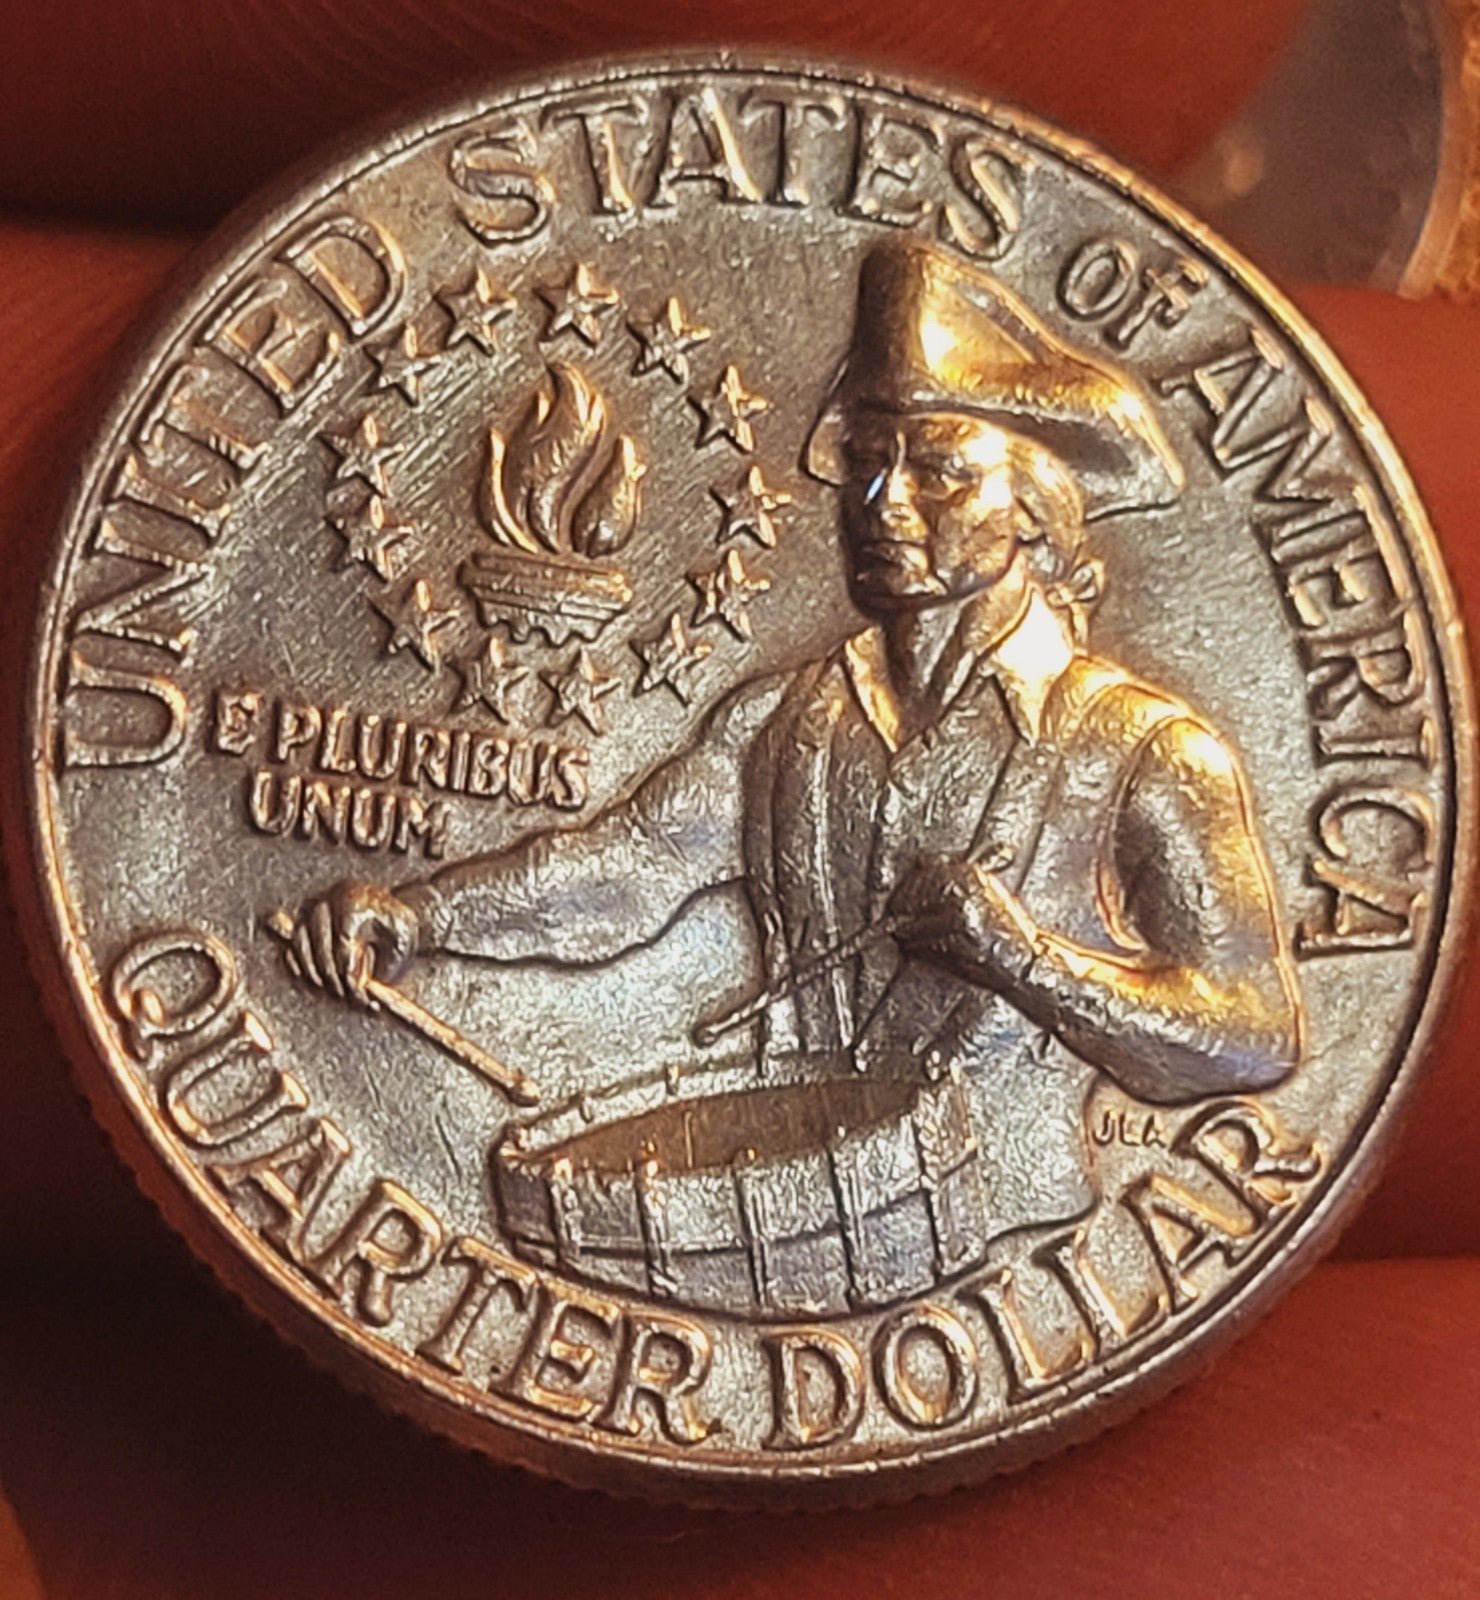 UNITED STATES OF AMERICA
E PLURIBUS
UNUM
JLA
QUARTER DOLLAR